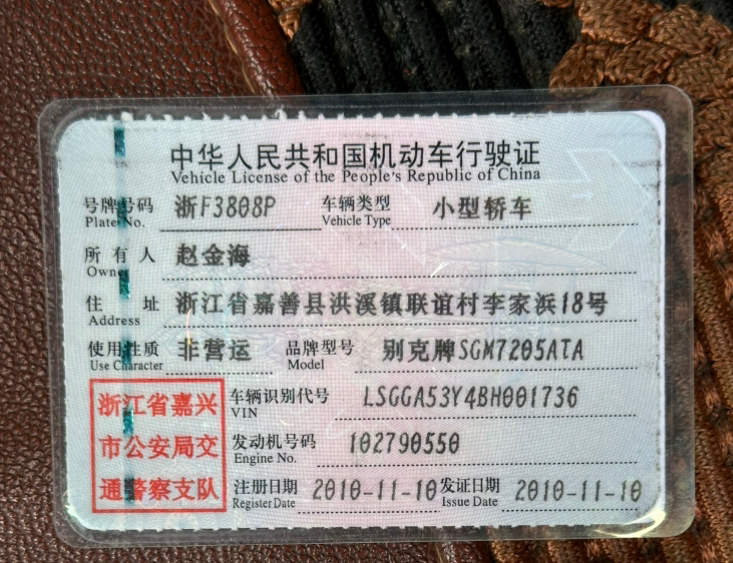 中华人民共和国机动车行驶证
Vehicle License of the People's Republic of China
号牌号码 浙F3808P 车辆类型 小型轿车
Plate No. Vehicle Type
所有人 赵金海
Owner
住址 浙江省嘉善县洪溪镇联谊村李家浜18号
Address
使用性质 非营运 品牌型号 别克牌SGM7205ATA
Use Character Model
浙江省嘉兴
市公安局交
通警察支队
车辆识别代号 LSGGA53Y4BH001736
VIN
发动机号码 102790550
Engine No.
注册日期 2010-11-10 发证日期 2010-11-10
Register Date Issue Date